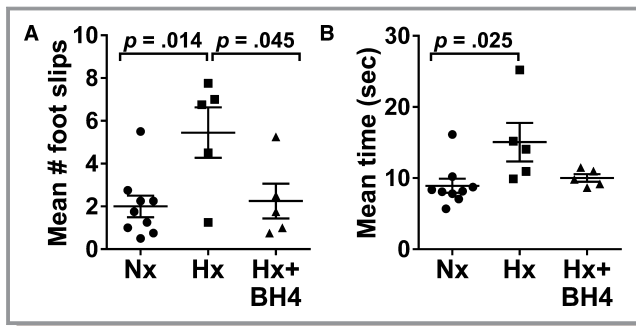 A
Mean # foot slips
10
8
6
4
2
0
p = .014
p = .045
Nx
Hx
Hx+
BH4
B
Mean time (sec)
30
20
10
0
p = .025
Nx
Hx
Hx+
BH4